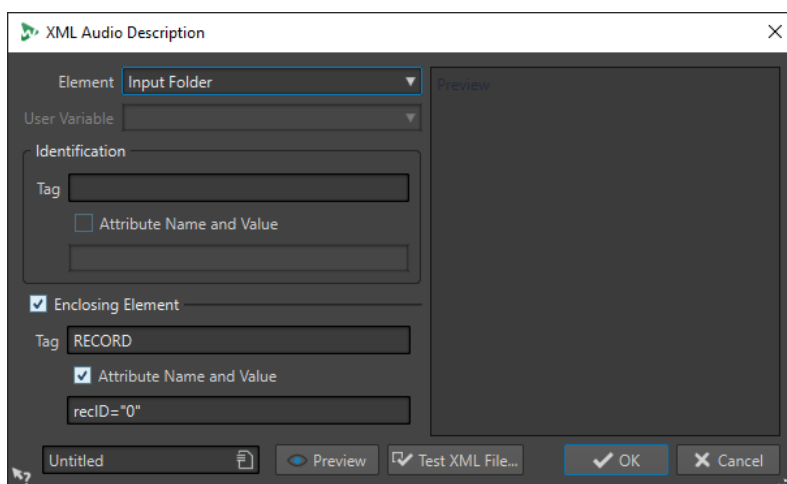 XML Audio Description
Element Input Folder
Preview
User Variable
Identification
Tag
Attribute Name and Value
Enclosing Element
Tag RECORD
Attribute Name and Value
recID="0"
Untitled Preview Test XML File... OK Cancel